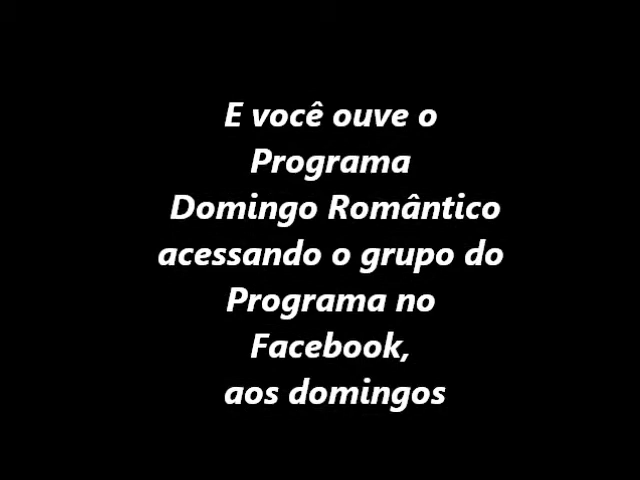 E você ouve o
Programa
Domingo Romântico
acessando o grupo do
Programa no
Facebook,
aos domingos